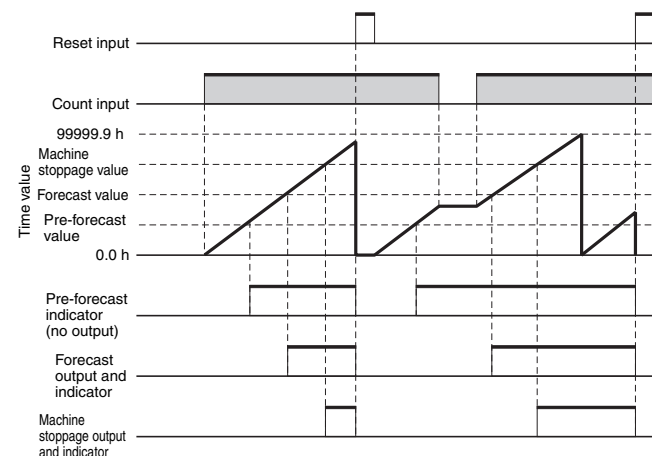 Reset input
Count input
Time value
99999.9 h
Machine
stoppage value
Forecast value
Pre-forecast
value
0.0 h
Pre-forecast
indicator
(no output)
Forecast
output and
indicator
Machine
stoppage output
and indicator